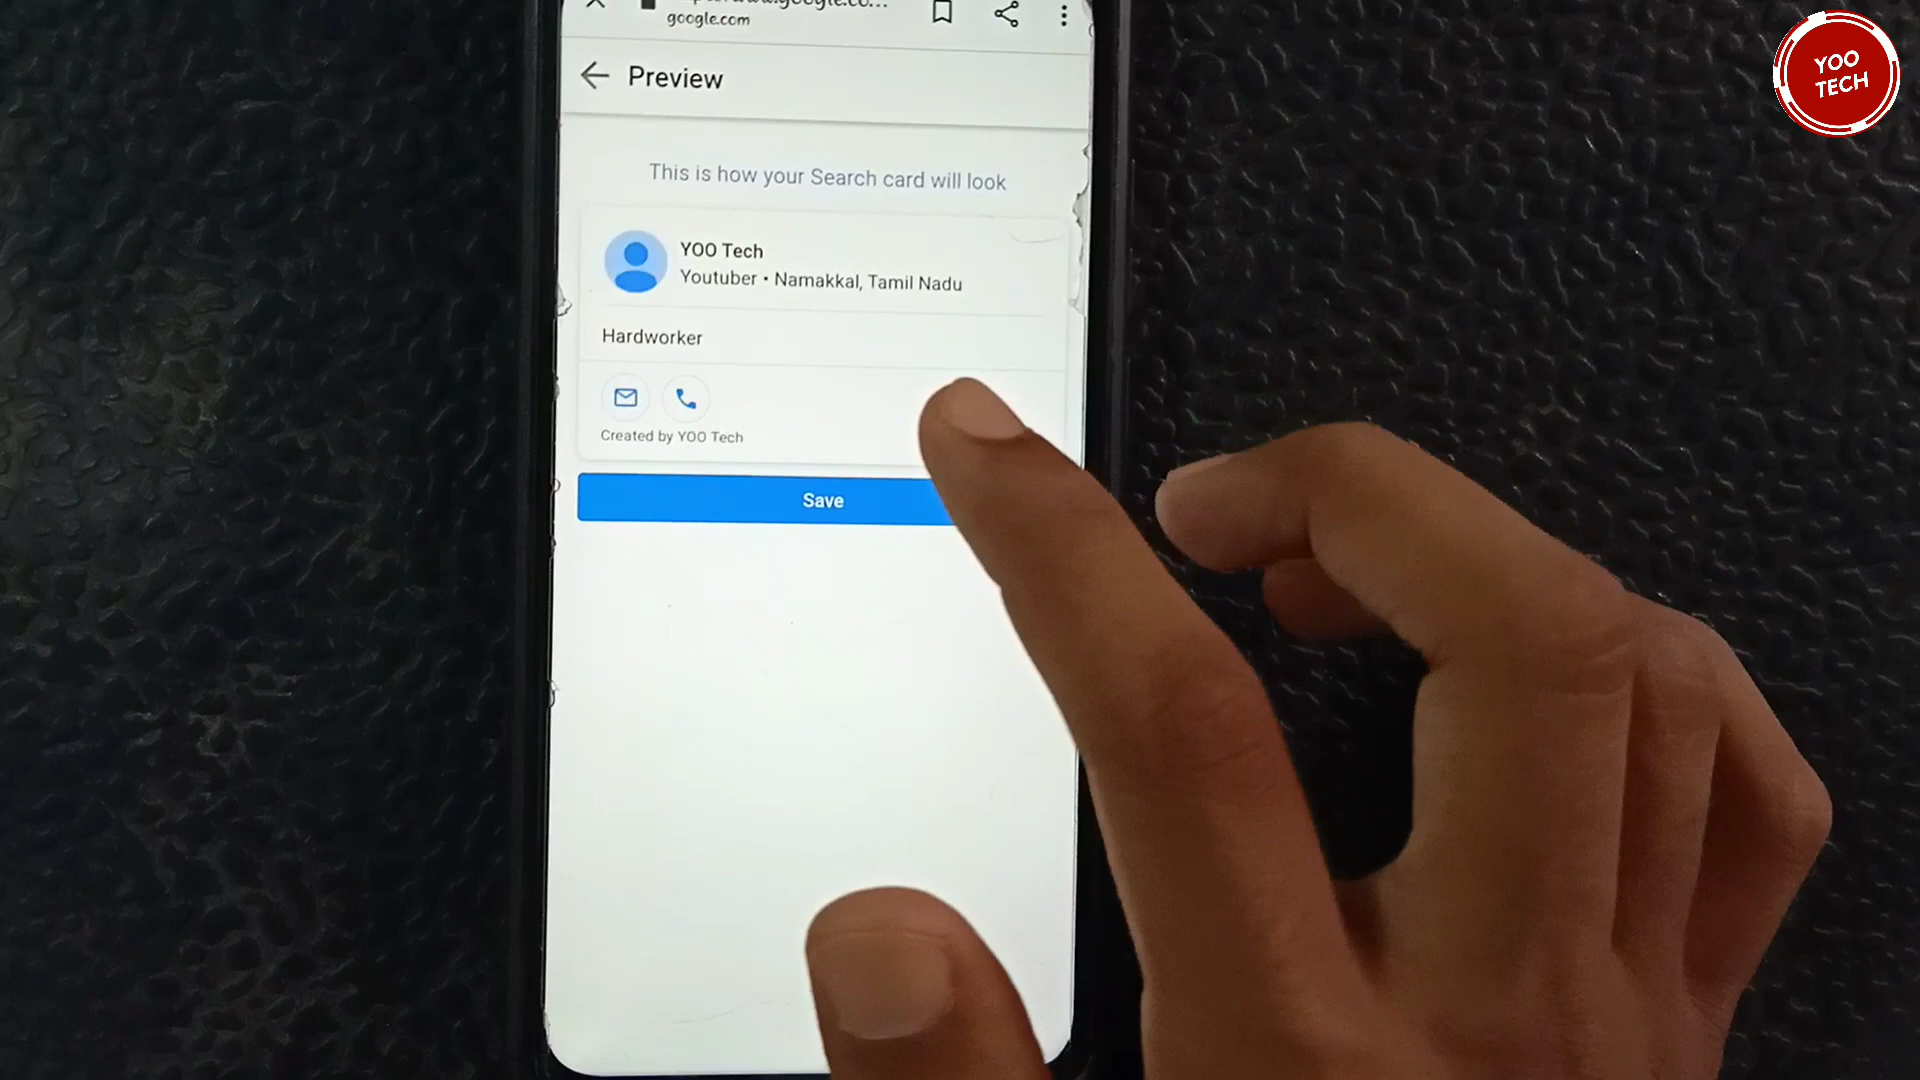 google.com
Preview
This is how your Search card will look
YOO Tech
Youtuber • Namakkal, Tamil Nadu
Hardworker
Created by YOO Tech
Save
YOO
TECH